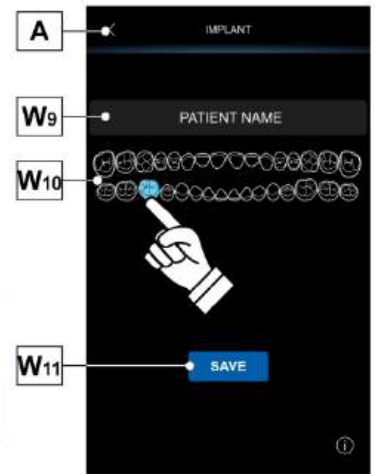 A
IMPLANT
W9
PATIENT NAME
W10
W11
SAVE
i